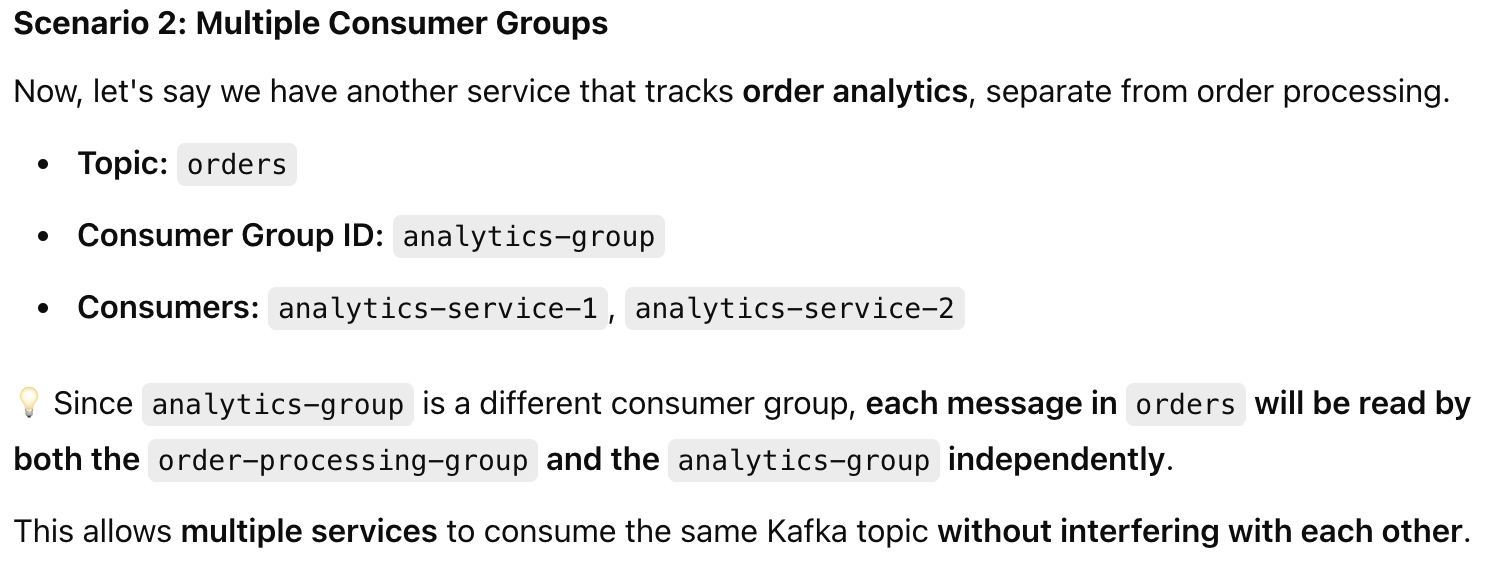 Scenario 2: Multiple Consumer Groups
Now, let's say we have another service that tracks order analytics, separate from order processing.
• Topic: orders
• Consumer Group ID: analytics-group
• Consumers: analytics-service-1, analytics-service-2
💡 Since analytics-group is a different consumer group, each message in orders will be read by
both the order-processing-group and the analytics-group independently.
This allows multiple services to consume the same Kafka topic without interfering with each other.